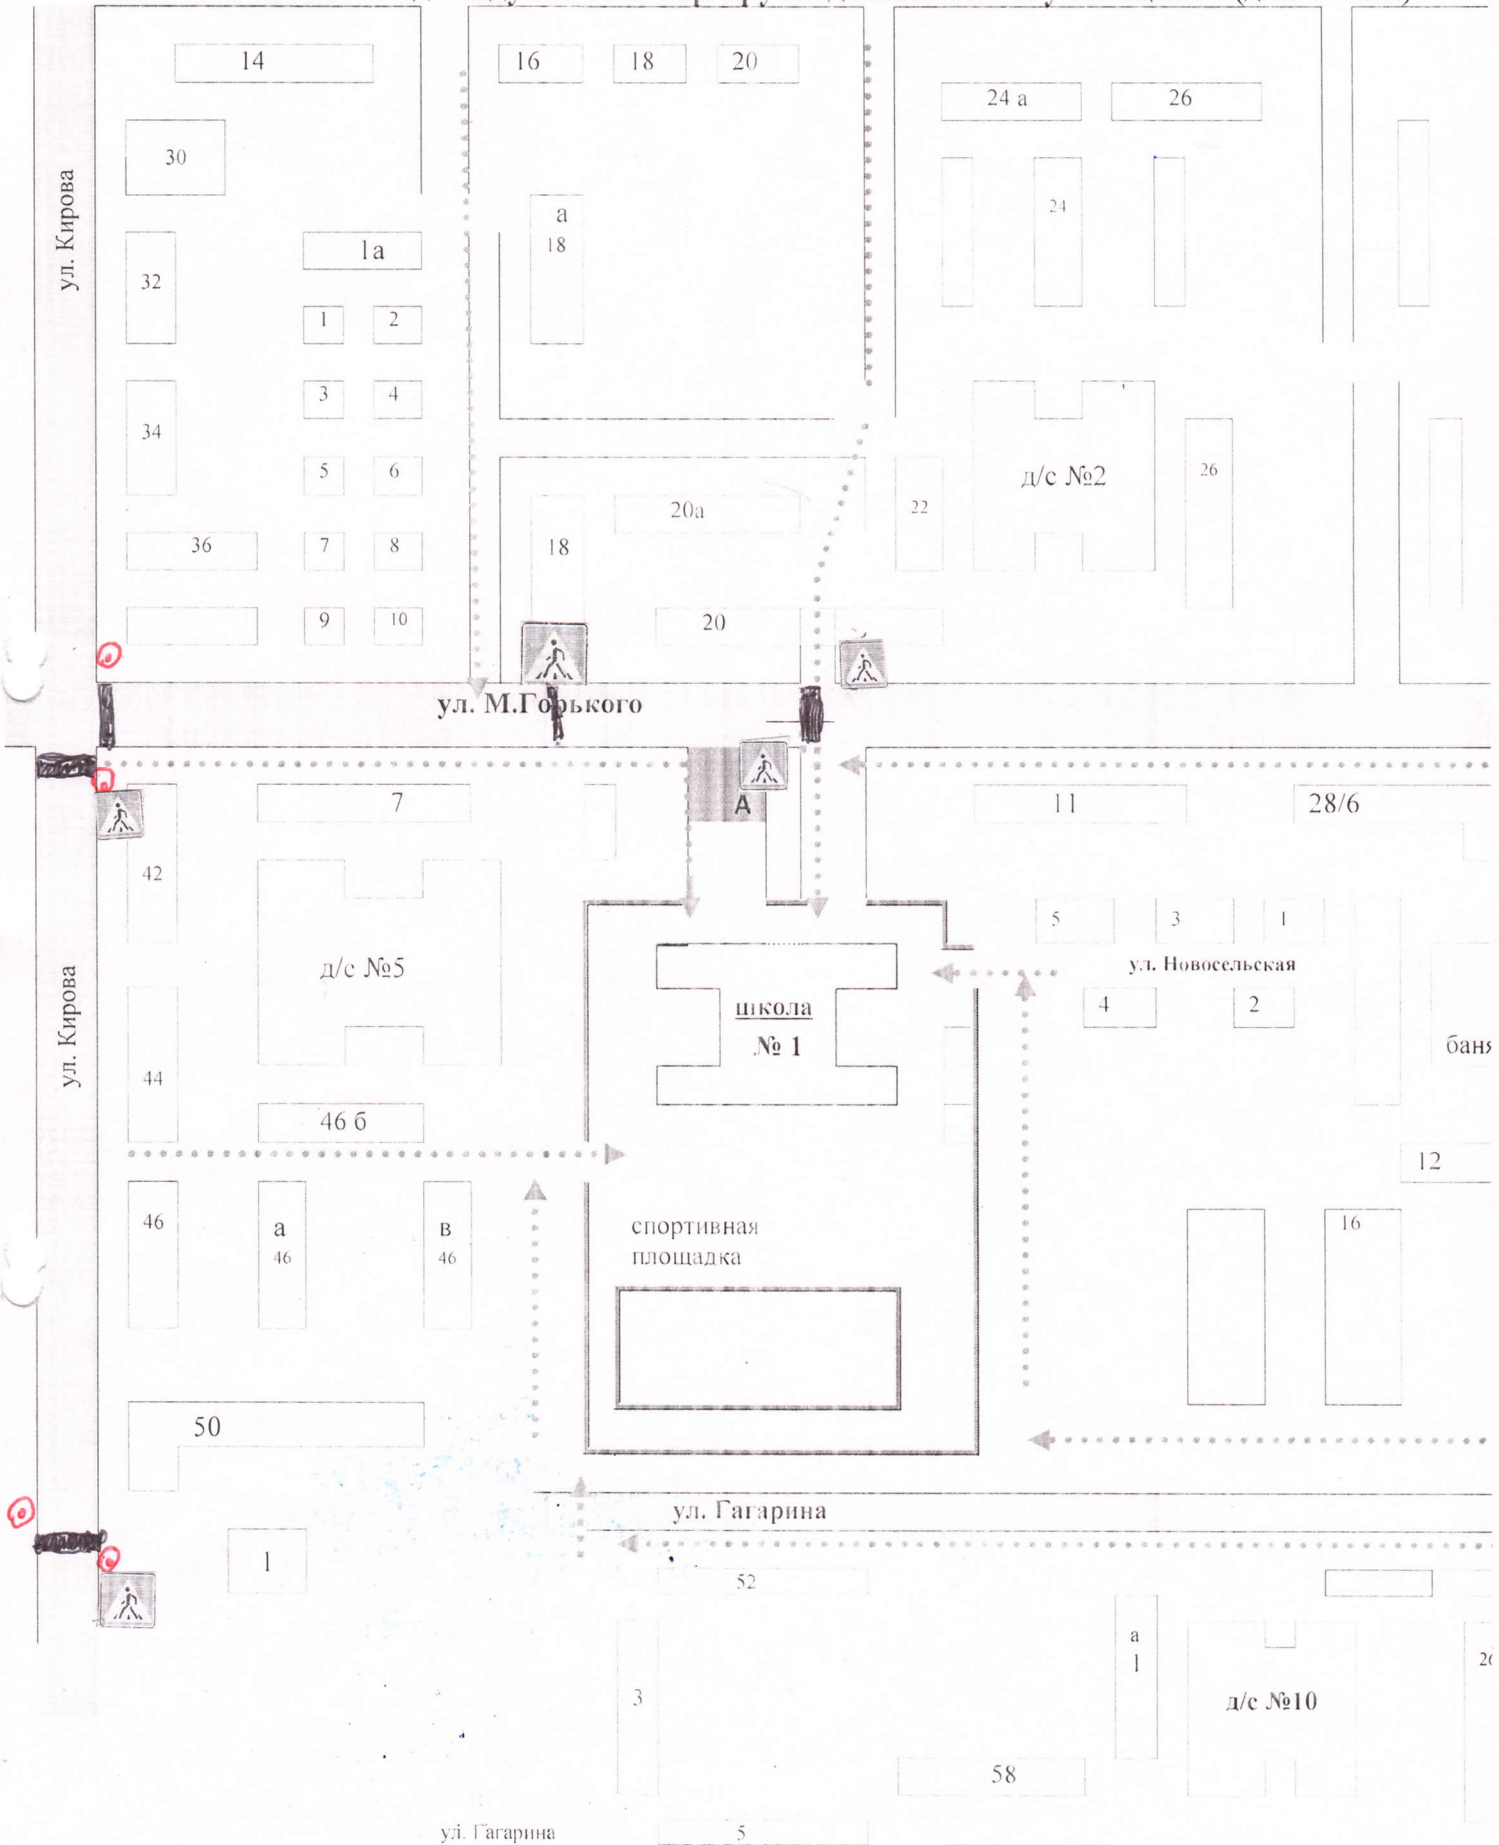 14
16
18
20
24 а
26
30
ул. Кирова
24
а
18
1а
32
1
2
3
4
34
5
6
д/с №2
26
22
20а
36
7
8
18
9
10
20
ул. М.Горького
7
А
11
28/6
42
5
3
1
ул. Новосельская
д/с №5
школа
№ 1
4
2
ул. Кирова
баня
44
46 б
12
46
а
46
в
46
спортивная
площадка
16
50
ул. Гагарина
1
52
а
1
3
д/с №10
58
ул. Гагарина
5